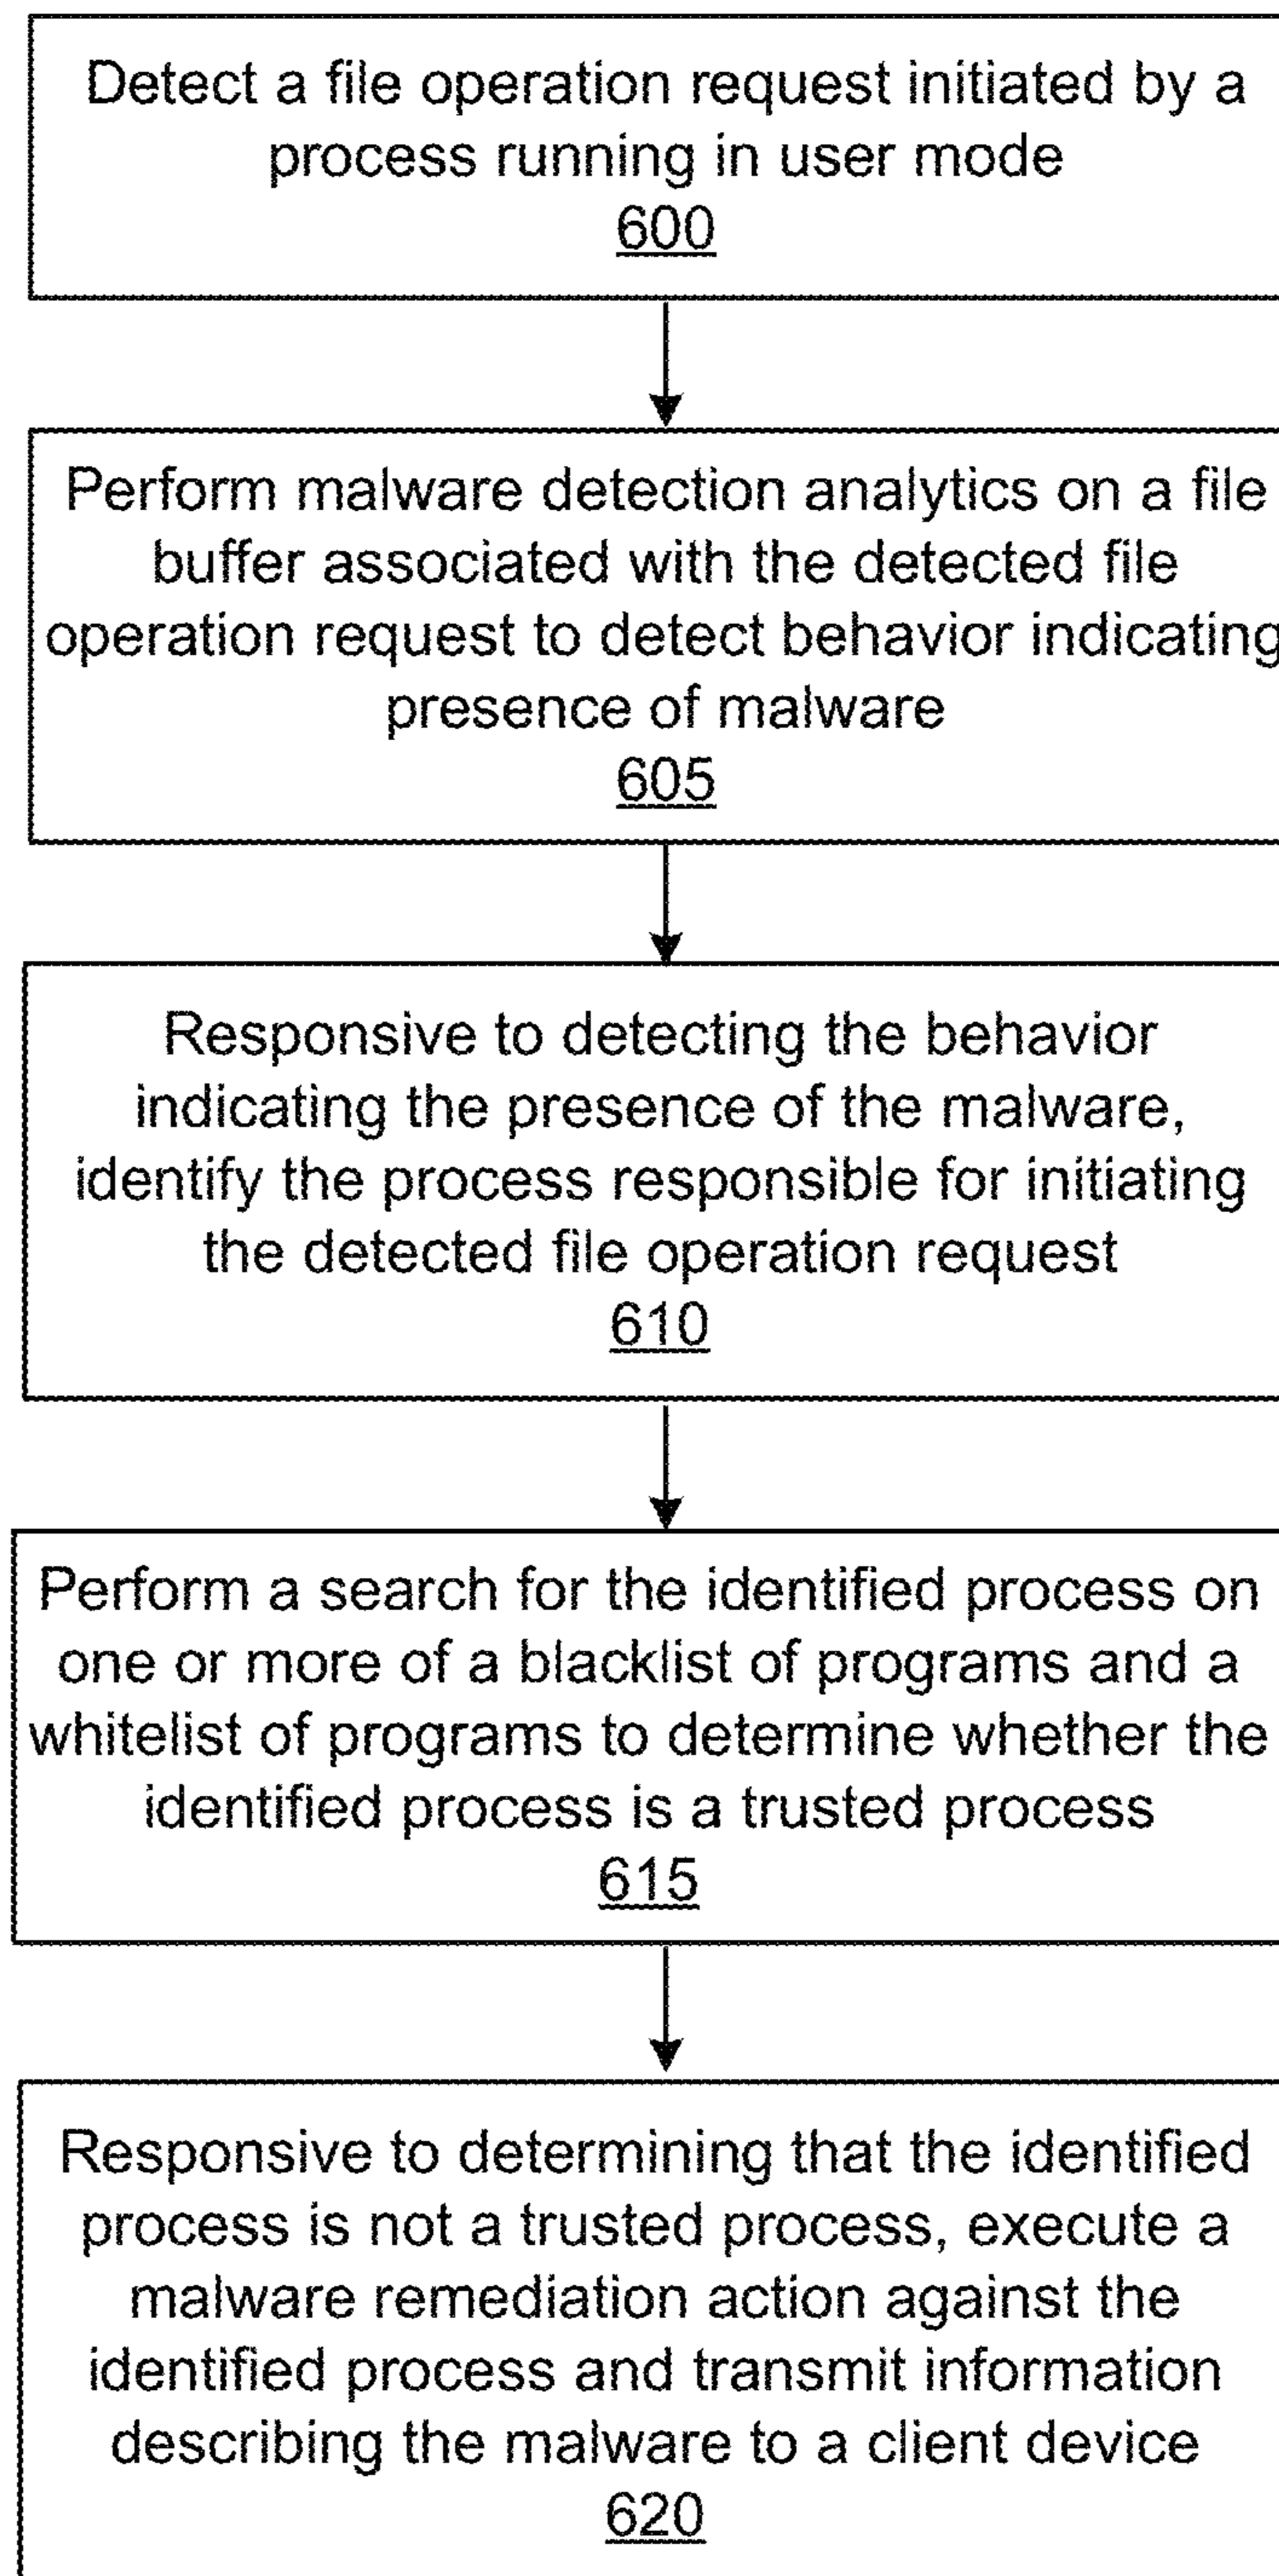 Detect a file operation request initiated by a
process running in user mode
600
Perform malware detection analytics on a file
buffer associated with the detected file
operation request to detect behavior indicating
presence of malware
605
Responsive to detecting the behavior
indicating the presence of the malware,
identify the process responsible for initiating
the detected file operation request
610
Perform a search for the identified process on
one or more of a blacklist of programs and a
whitelist of programs to determine whether the
identified process is a trusted process
615
Responsive to determining that the identified
process is not a trusted process, execute a
malware remediation action against the
identified process and transmit information
describing the malware to a client device
620